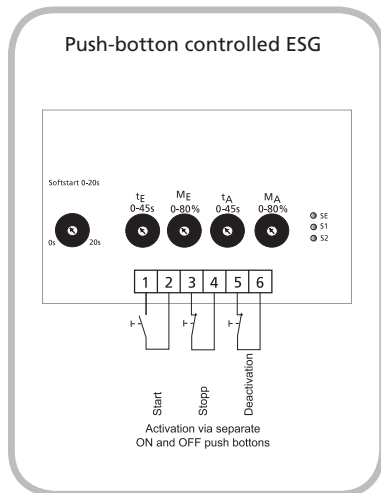 Push-botton controlled ESG
Softstart 0-20s
0s
20s
tE
0-45s
ME
0-80%
tA
0-45s
MA
0-80%
SE
S1
S2
1 2 3 4 5 6
Start
Stopp
Deactivation
Activation via separate
ON and OFF push bottons